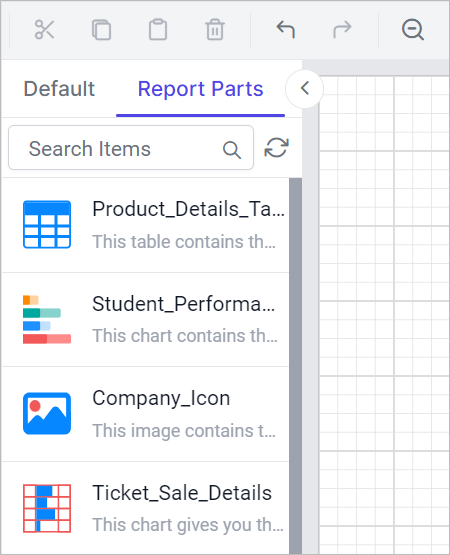 Default
Report Parts
Search Items
Product_Details_Ta...
This table contains th...
Student_Performa...
This chart contains th...
Company_Icon
This image contains t...
Ticket_Sale_Details
This chart gives you th...